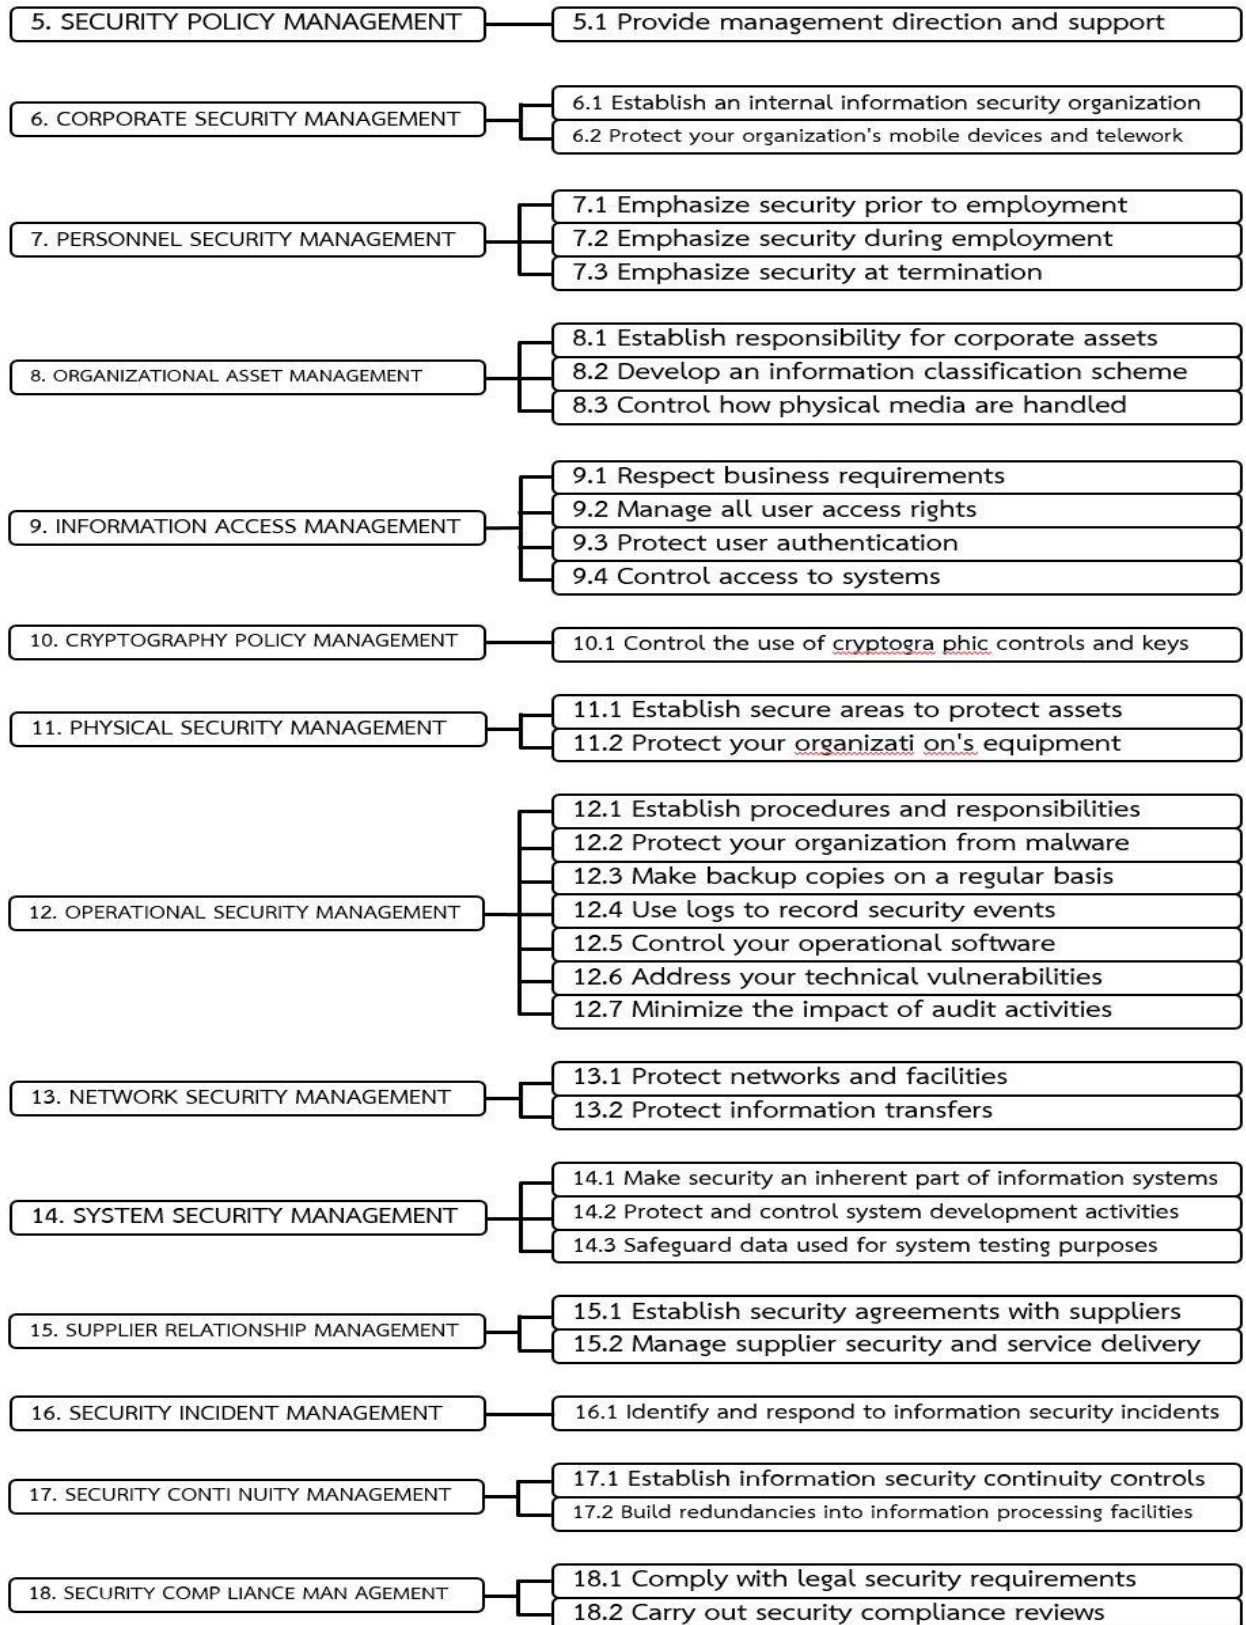 5. SECURITY POLICY MANAGEMENT
5.1 Provide management direction and support
6. CORPORATE SECURITY MANAGEMENT
6.1 Establish an internal information security organization
6.2 Protect your organization's mobile devices and telework
7. PERSONNEL SECURITY MANAGEMENT
7.1 Emphasize security prior to employment
7.2 Emphasize security during employment
7.3 Emphasize security at termination
8. ORGANIZATIONAL ASSET MANAGEMENT
8.1 Establish responsibility for corporate assets
8.2 Develop an information classification scheme
8.3 Control how physical media are handled
9. INFORMATION ACCESS MANAGEMENT
9.1 Respect business requirements
9.2 Manage all user access rights
9.3 Protect user authentication
9.4 Control access to systems
10. CRYPTOGRAPHY POLICY MANAGEMENT
10.1 Control the use of cryptogra phic controls and keys
11. PHYSICAL SECURITY MANAGEMENT
11.1 Establish secure areas to protect assets
11.2 Protect your organizati on's equipment
12. OPERATIONAL SECURITY MANAGEMENT
12.1 Establish procedures and responsibilities
12.2 Protect your organization from malware
12.3 Make backup copies on a regular basis
12.4 Use logs to record security events
12.5 Control your operational software
12.6 Address your technical vulnerabilities
12.7 Minimize the impact of audit activities
13. NETWORK SECURITY MANAGEMENT
13.1 Protect networks and facilities
13.2 Protect information transfers
14. SYSTEM SECURITY MANAGEMENT
14.1 Make security an inherent part of information systems
14.2 Protect and control system development activities
14.3 Safeguard data used for system testing purposes
15. SUPPLIER RELATIONSHIP MANAGEMENT
15.1 Establish security agreements with suppliers
15.2 Manage supplier security and service delivery
16. SECURITY INCIDENT MANAGEMENT
16.1 Identify and respond to information security incidents
17. SECURITY CONTI NUITY MANAGEMENT
17.1 Establish information security continuity controls
17.2 Build redundancies into information processing facilities
18. SECURITY COMP LIANCE MAN AGEMENT
18.1 Comply with legal security requirements
18.2 Carry out security compliance reviews